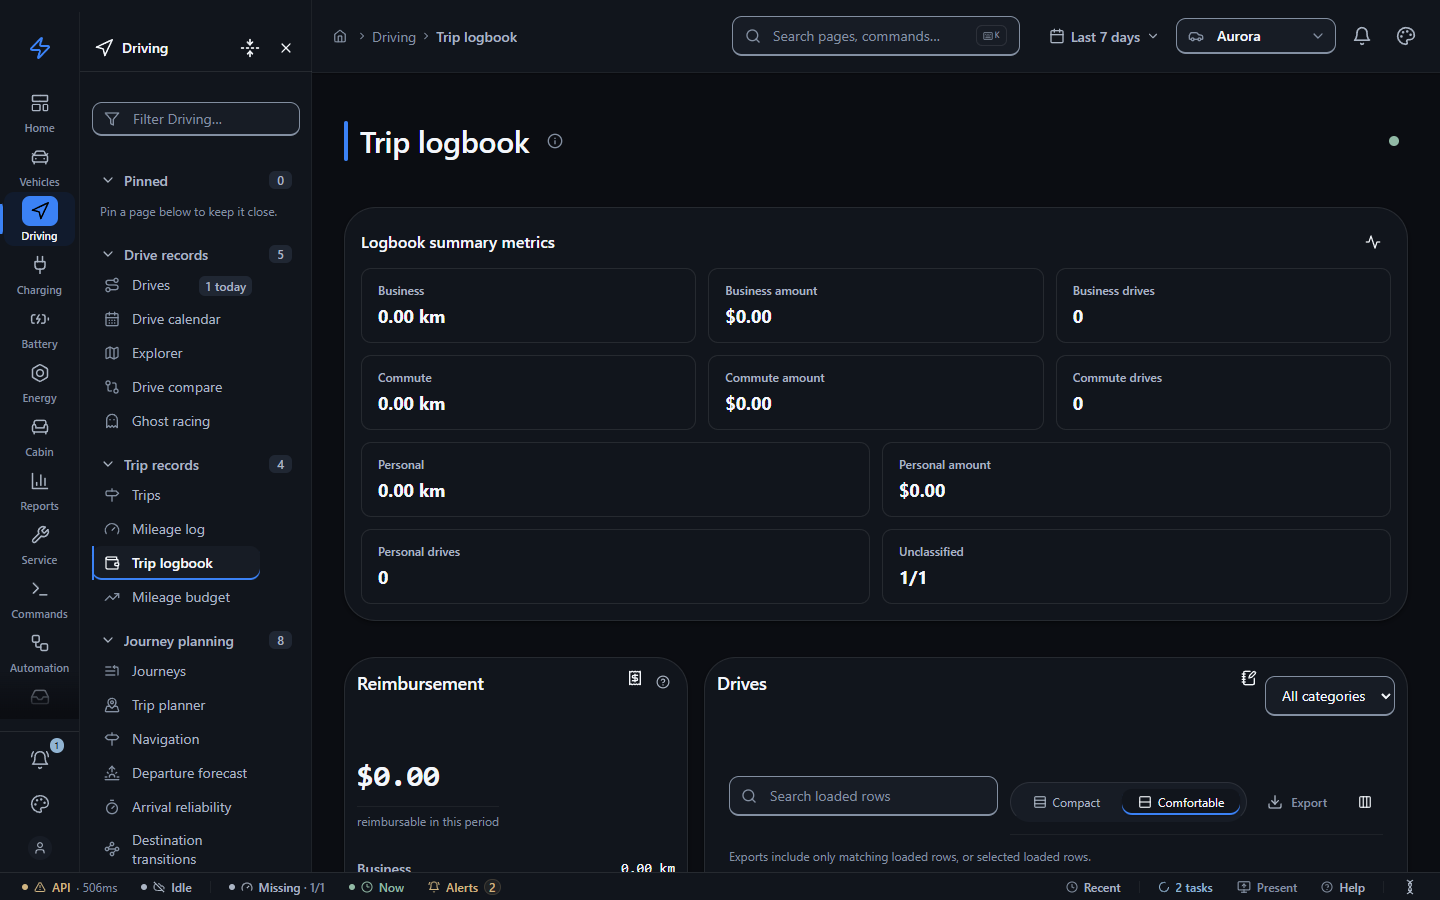 Driving
Driving
Trip logbook
Search pages, commands...
K
Last 7 days
Aurora
Home
Vehicles
Driving
Charging
Battery
Energy
Cabin
Reports
Service
Commands
Automation
1
Filter Driving...
Pinned
0
Pin a page below to keep it close.
Drive records
5
Drives
1 today
Drive calendar
Explorer
Drive compare
Ghost racing
Trip records
4
Trips
Mileage log
Trip logbook
Mileage budget
Journey planning
8
Journeys
Trip planner
Navigation
Departure forecast
Arrival reliability
Destination
transitions
Trip logbook
Logbook summary metrics
Business
0.00 km
Business amount
$0.00
Business drives
0
Commute
0.00 km
Commute amount
$0.00
Commute drives
0
Personal
0.00 km
Personal amount
$0.00
Personal drives
0
Unclassified
1/1
Reimbursement
$0.00
reimbursable in this period
Business
0.00 km
Drives
All categories
Search loaded rows
Compact
Comfortable
Export
Exports include only matching loaded rows, or selected loaded rows.
API · 506ms
Idle
Missing · 1/1
Now
Alerts 2
Recent
2 tasks
Present
Help